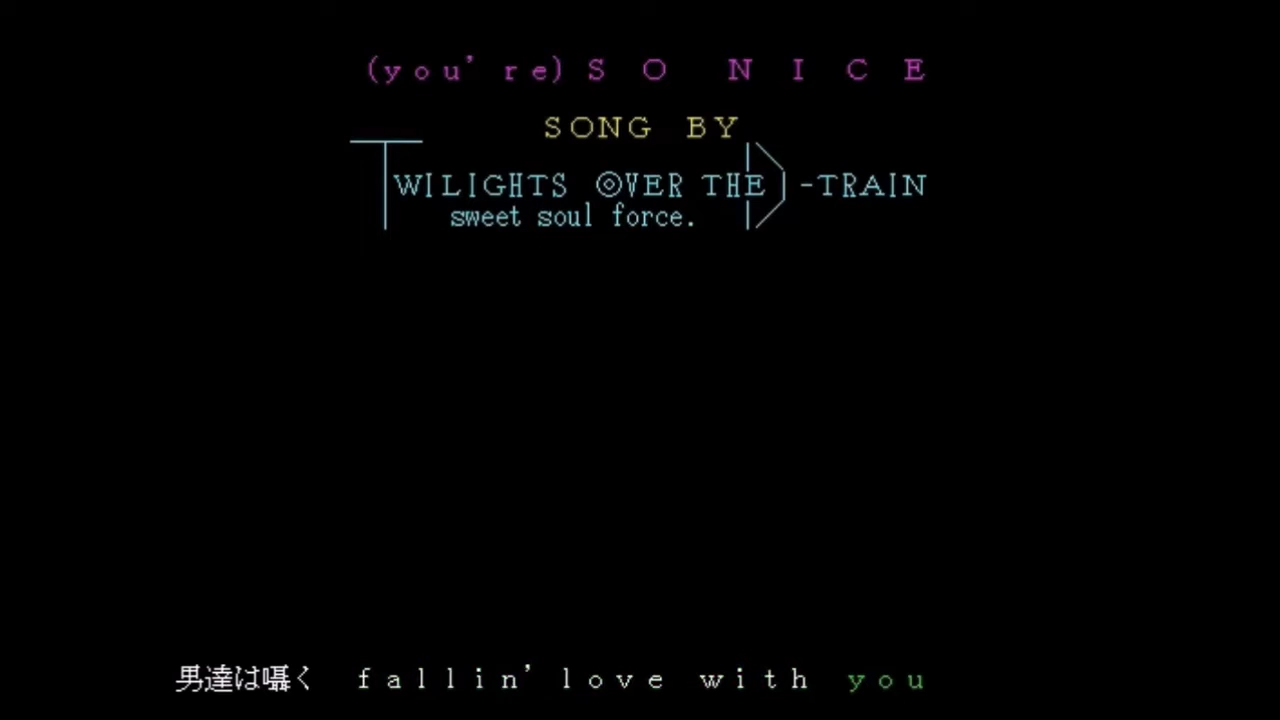 (you're) SO NICE
SONG BY
TWILIGHTS ◎VER THE D-TRAIN
sweet soul force.
男達は囁く fallin' love with you